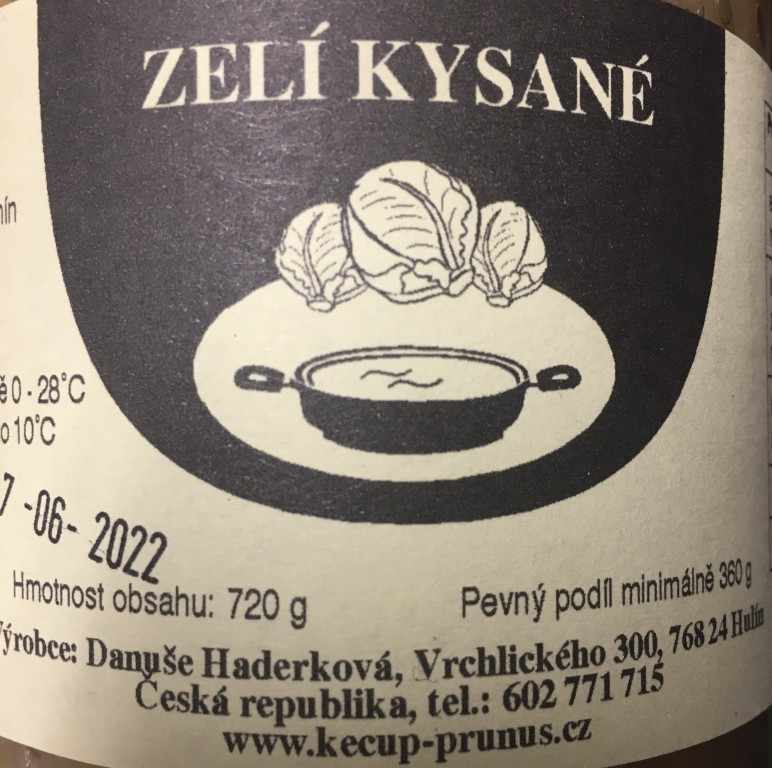 ZELÍ KYSANÉ
ě 0 - 28°C
o 10°C
7 -06- 2022
Hmotnost obsahu: 720 g
Pevný podíl minimálně 360 g
Výrobce: Danuše Haderková, Vrchlického 300, 768 24 Hulín
Česká republika, tel.: 602 771 715
www.kecup-prunus.cz